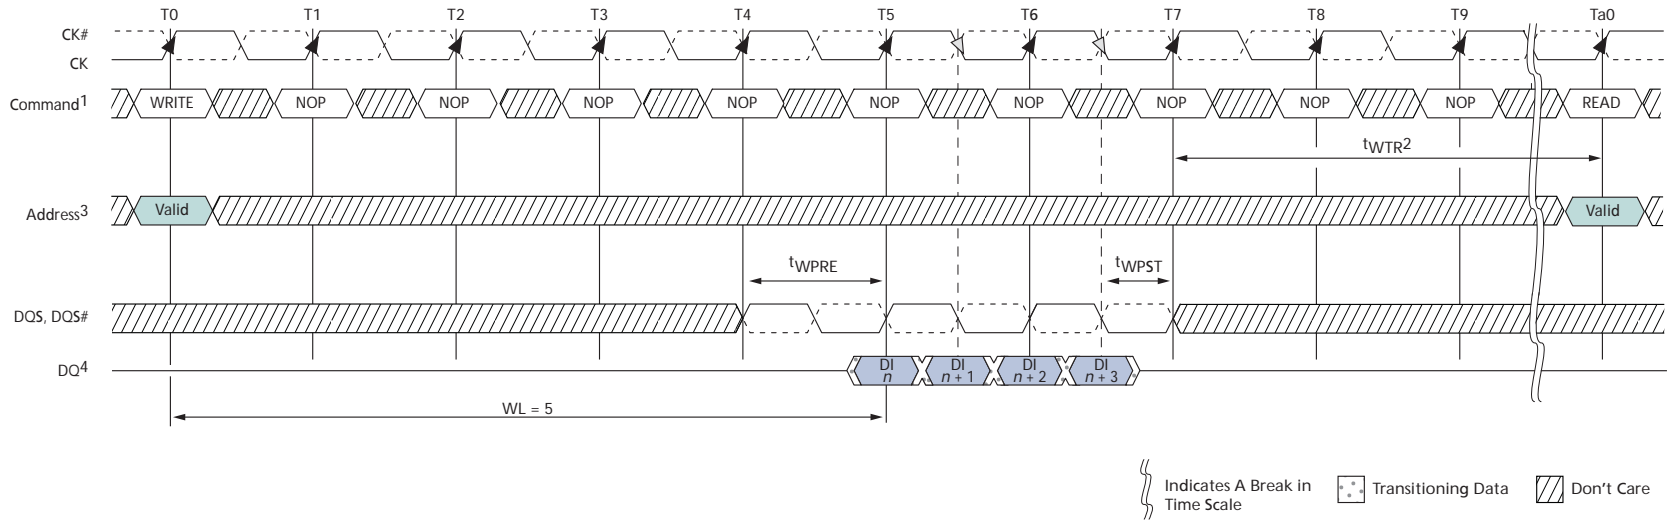 T0 T1 T2 T3 T4 T5 T6 T7 T8 T9 Ta0
CK#
CK
Command1 WRITE NOP NOP NOP NOP NOP NOP NOP NOP NOP READ
tWTR2
Address3 Valid Valid
tWPRE tWPST
DQS, DQS#
DQ4 DI DI DI DI
n n + 1 n + 2 n + 3
WL = 5
Indicates A Break in Transitioning Data Don't Care
Time Scale